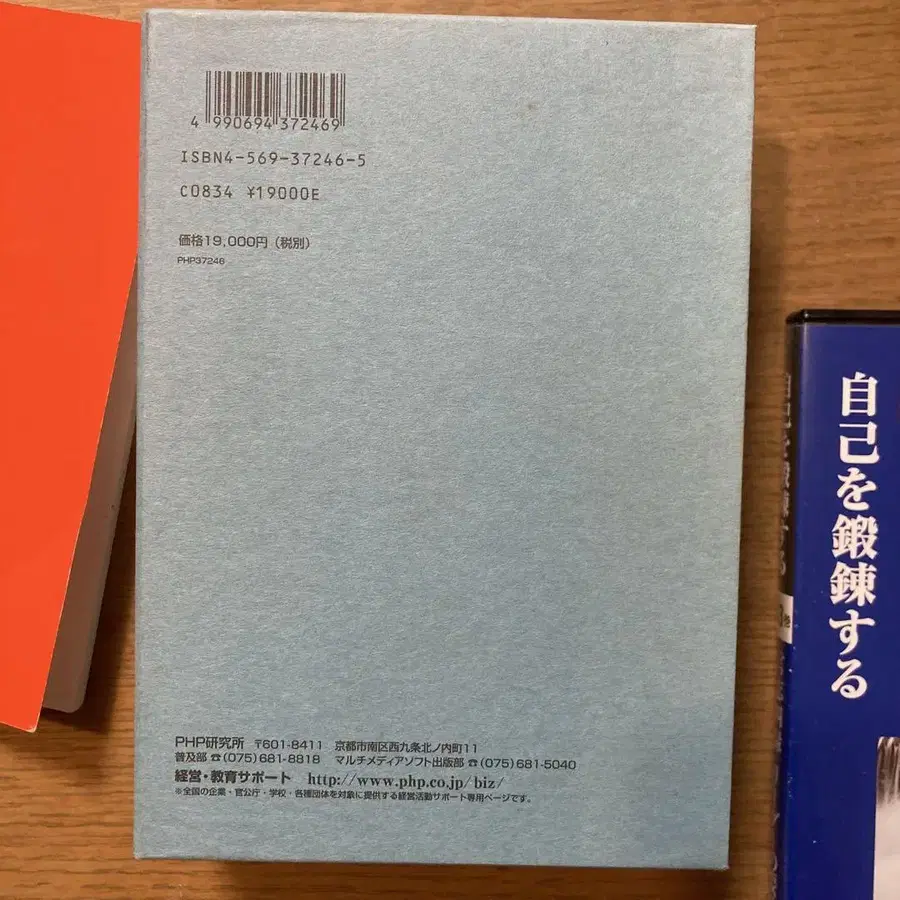 4 990694 372469
ISBN4-569-37246-5
C0834 ¥19000E
価格19,000円（税別）
PHP37246
PHP研究所 〒601-8411 京都市南区西九条北ノ内町11
普及部☎(075)681-8818 マルチメディアソフト出版部☎(075)681-5040
経営・教育サポート http://www.php.co.jp/biz/
※全国の企業・官公庁・学校・各種団体を対象に提供する経営活動サポート専用ページです。
自己を鍛錬する